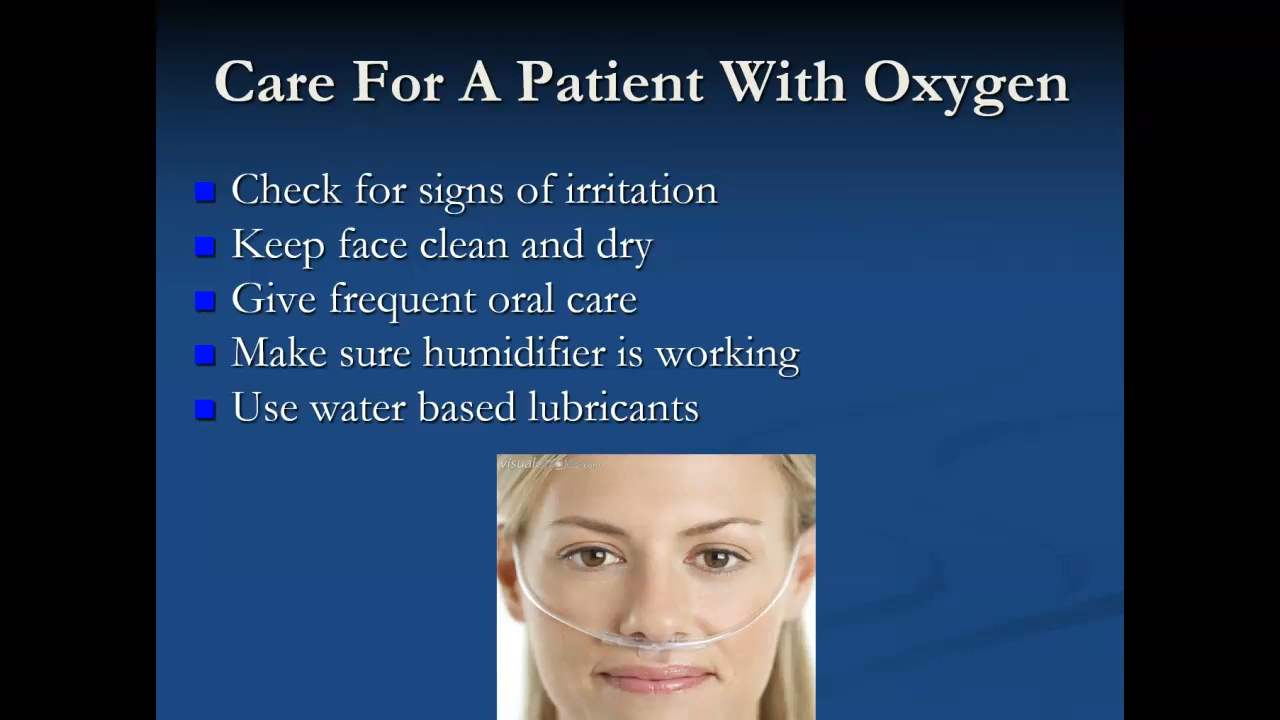 Care For A Patient With Oxygen
Check for signs of irritation
Keep face clean and dry
Give frequent oral care
Make sure humidifier is working
Use water based lubricants